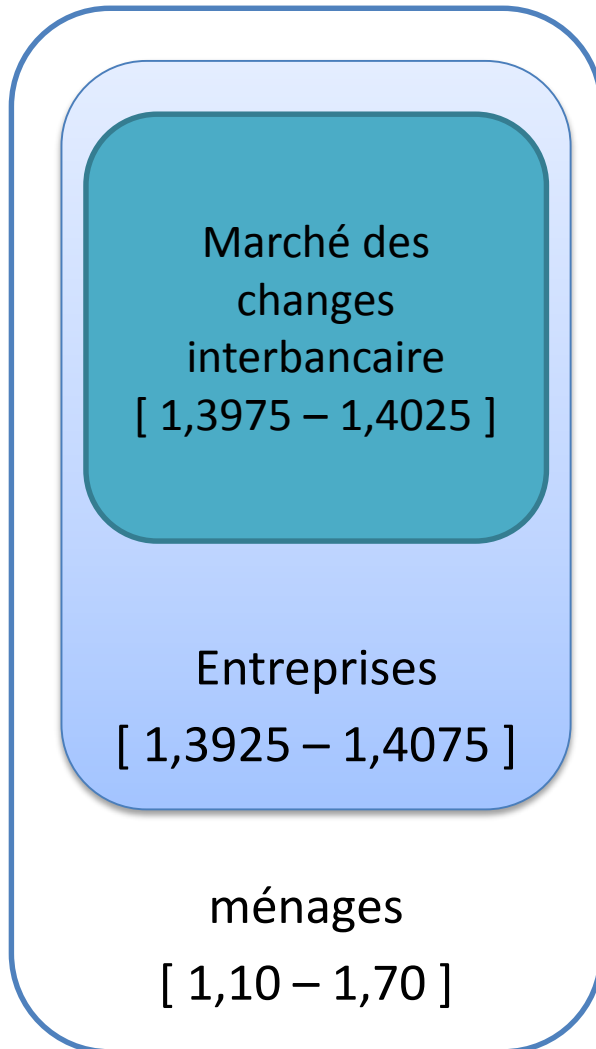 Marché des
changes
interbancaire
[ 1,3975 – 1,4025 ]
Entreprises
[ 1,3925 – 1,4075 ]
ménages
[ 1,10 – 1,70 ]